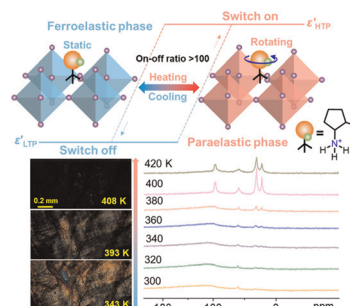 Ferroelastic phase
Switch on
ε′HTP
Static
Rotating
On-off ratio >100
Heating
Cooling
ε′LTP
Switch off
Paraelastic phase
=
H N H
H
+
0.2 mm
408 K
393 K
343 K
420 K
400
380
360
340
320
300